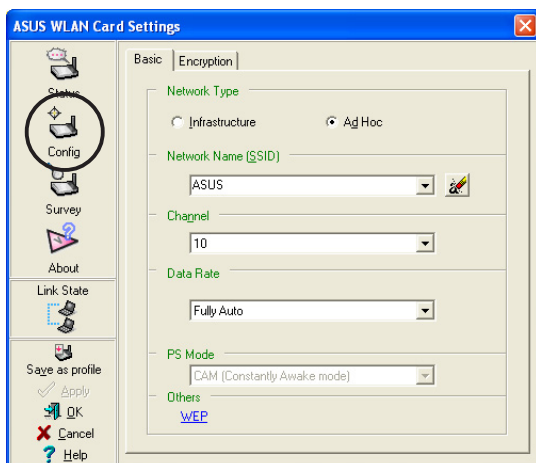 ASUS WLAN Card Settings
Status
Config
Survey
About
Link State
Save as profile
Apply
OK
Cancel
Help
Basic
Encryption
Network Type
Infrastructure
Ad Hoc
Network Name (SSID)
ASUS
Channel
10
Data Rate
Fully Auto
PS Mode
CAM (Constantly Awake mode)
Others
WEP